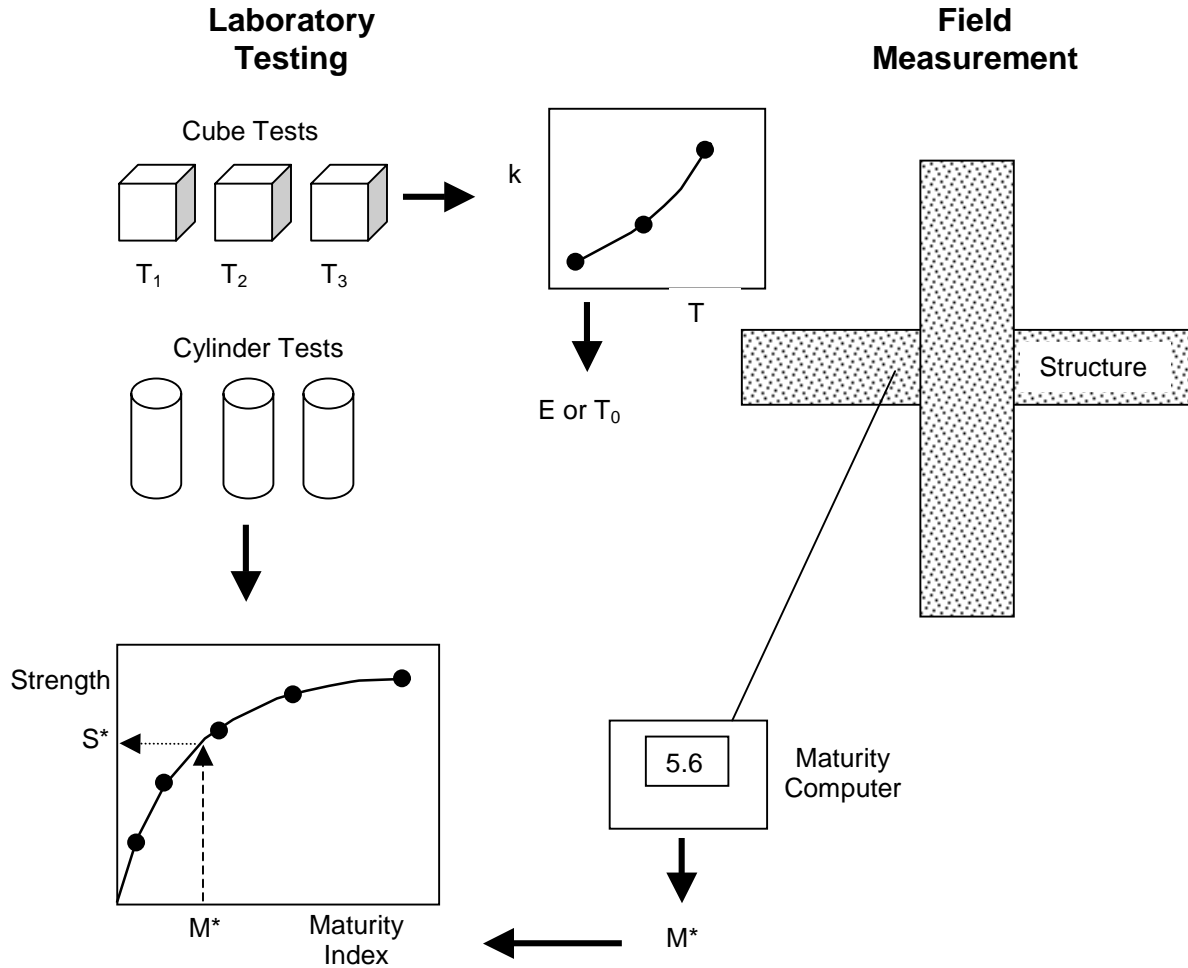 Laboratory
Testing
Field
Measurement
Cube Tests
T₁
T₂
T₃
k
T
E or T₀
Cylinder Tests
Structure
Strength
S*
M*
Maturity
Index
5.6
Maturity
Computer
M*